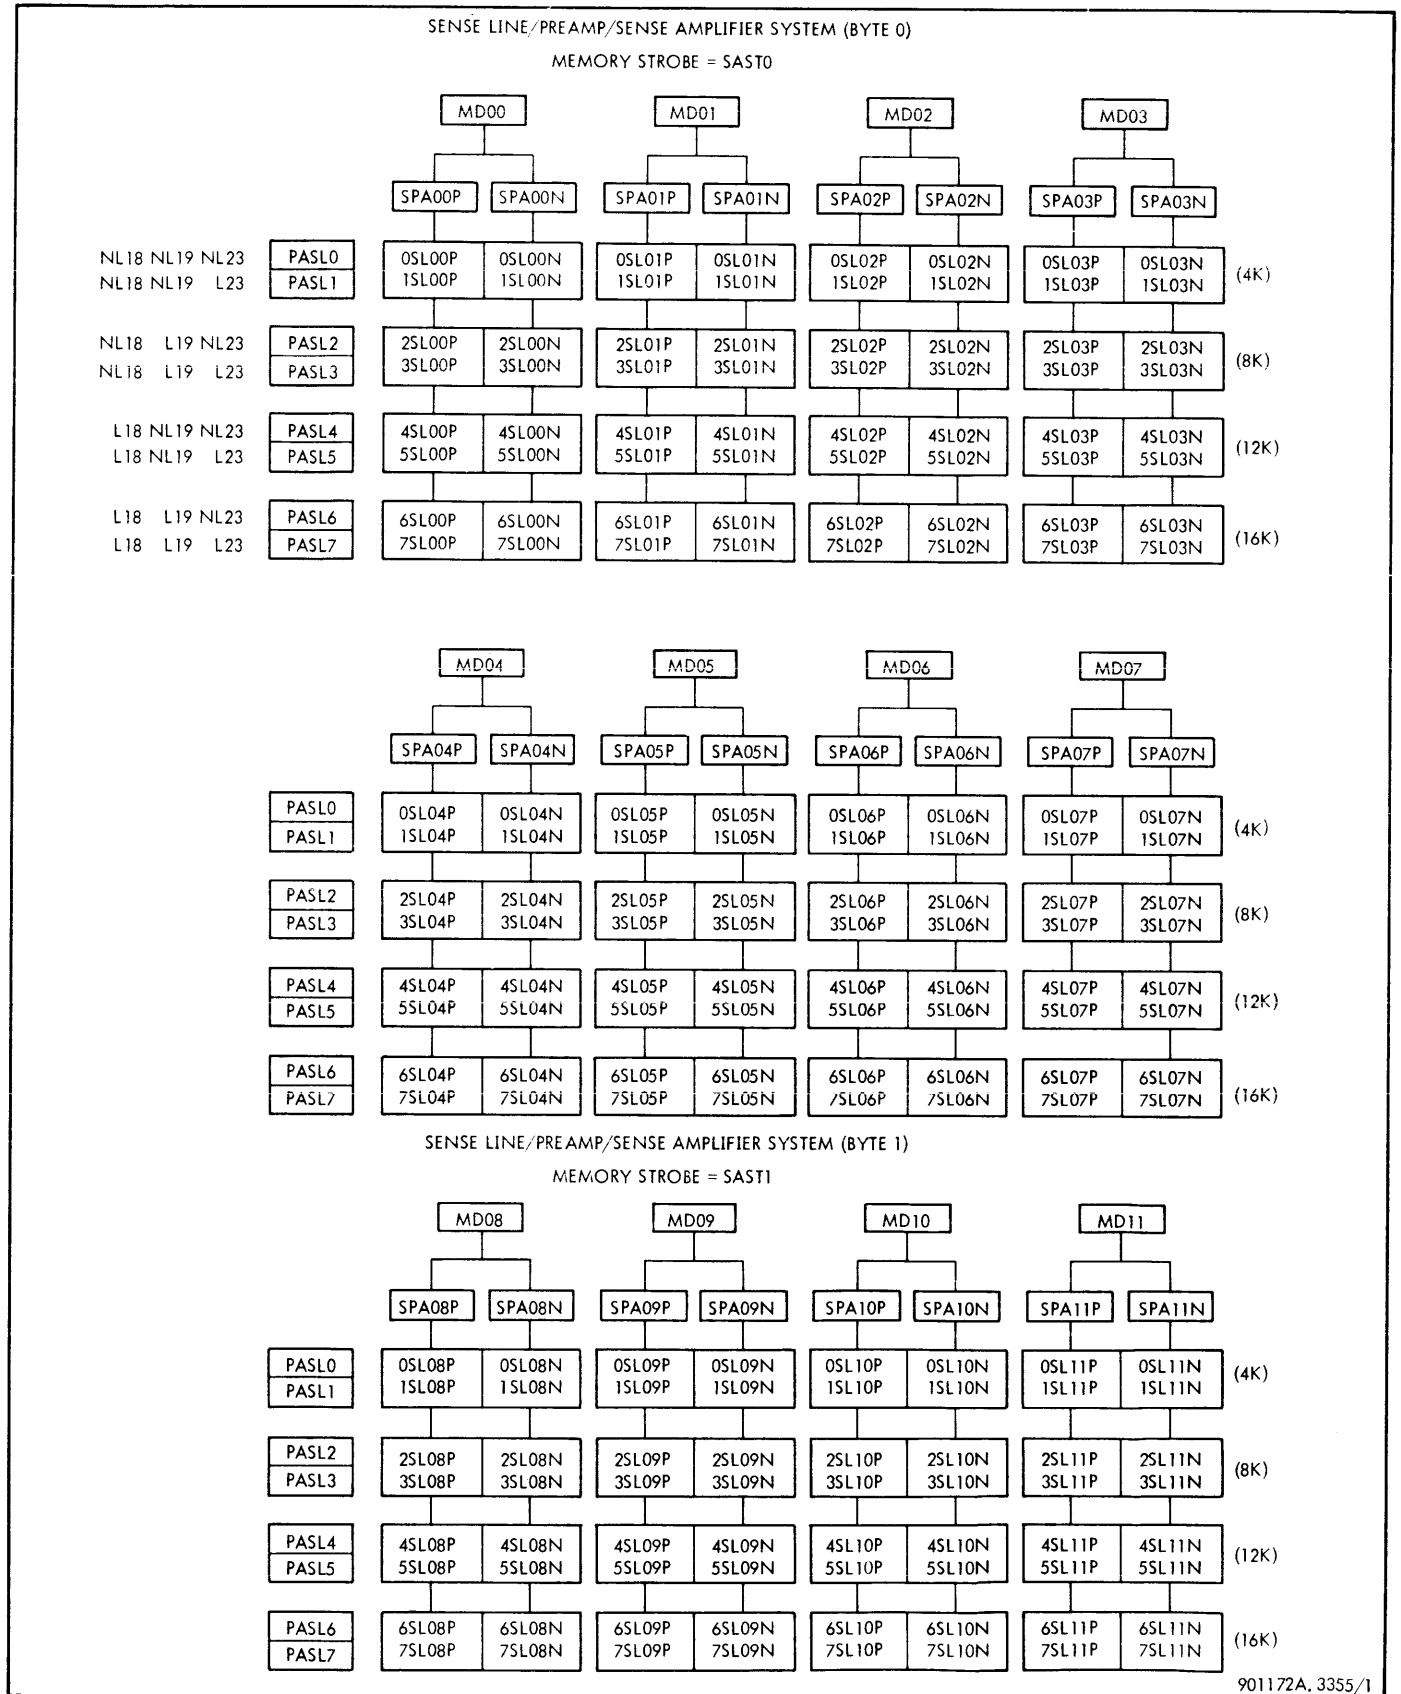 SENSE LINE/PREAMP/SENSE AMPLIFIER SYSTEM (BYTE 0)
MEMORY STROBE = SAST0
MD00 MD01 MD02 MD03
SPA00P SPA00N SPA01P SPA01N SPA02P SPA02N SPA03P SPA03N
NL18 NL19 NL23 PASL0 0SL00P 0SL00N 0SL01P 0SL01N 0SL02P 0SL02N 0SL03P 0SL03N
NL18 NL19 L23 PASL1 1SL00P 1SL00N 1SL01P 1SL01N 1SL02P 1SL02N 1SL03P 1SL03N (4K)
NL18 L19 NL23 PASL2 2SL00P 2SL00N 2SL01P 2SL01N 2SL02P 2SL02N 2SL03P 2SL03N
NL18 L19 L23 PASL3 3SL00P 3SL00N 3SL01P 3SL01N 3SL02P 3SL02N 3SL03P 3SL03N (8K)
L18 NL19 NL23 PASL4 4SL00P 4SL00N 4SL01P 4SL01N 4SL02P 4SL02N 4SL03P 4SL03N
L18 NL19 L23 PASL5 5SL00P 5SL00N 5SL01P 5SL01N 5SL02P 5SL02N 5SL03P 5SL03N (12K)
L18 L19 NL23 PASL6 6SL00P 6SL00N 6SL01P 6SL01N 6SL02P 6SL02N 6SL03P 6SL03N
L18 L19 L23 PASL7 7SL00P 7SL00N 7SL01P 7SL01N 7SL02P 7SL02N 7SL03P 7SL03N (16K)
MD04 MD05 MD06 MD07
SPA04P SPA04N SPA05P SPA05N SPA06P SPA06N SPA07P SPA07N
PASL0 0SL04P 0SL04N 0SL05P 0SL05N 0SL06P 0SL06N 0SL07P 0SL07N
PASL1 1SL04P 1SL04N 1SL05P 1SL05N 1SL06P 1SL06N 1SL07P 1SL07N (4K)
PASL2 2SL04P 2SL04N 2SL05P 2SL05N 2SL06P 2SL06N 2SL07P 2SL07N
PASL3 3SL04P 3SL04N 3SL05P 3SL05N 3SL06P 3SL06N 3SL07P 3SL07N (8K)
PASL4 4SL04P 4SL04N 4SL05P 4SL05N 4SL06P 4SL06N 4SL07P 4SL07N
PASL5 5SL04P 5SL04N 5SL05P 5SL05N 5SL06P 5SL06N 5SL07P 5SL07N (12K)
PASL6 6SL04P 6SL04N 6SL05P 6SL05N 6SL06P 6SL06N 6SL07P 6SL07N
PASL7 7SL04P 7SL04N 7SL05P 7SL05N 7SL06P 7SL06N 7SL07P 7SL07N (16K)
SENSE LINE/PREAMP/SENSE AMPLIFIER SYSTEM (BYTE 1)
MEMORY STROBE = SAST1
MD08 MD09 MD10 MD11
SPA08P SPA08N SPA09P SPA09N SPA10P SPA10N SPA11P SPA11N
PASL0 0SL08P 0SL08N 0SL09P 0SL09N 0SL10P 0SL10N 0SL11P 0SL11N
PASL1 1SL08P 1SL08N 1SL09P 1SL09N 1SL10P 1SL10N 1SL11P 1SL11N (4K)
PASL2 2SL08P 2SL08N 2SL09P 2SL09N 2SL10P 2SL10N 2SL11P 2SL11N
PASL3 3SL08P 3SL08N 3SL09P 3SL09N 3SL10P 3SL10N 3SL11P 3SL11N (8K)
PASL4 4SL08P 4SL08N 4SL09P 4SL09N 4SL10P 4SL10N 4SL11P 4SL11N
PASL5 5SL08P 5SL08N 5SL09P 5SL09N 5SL10P 5SL10N 5SL11P 5SL11N (12K)
PASL6 6SL08P 6SL08N 6SL09P 6SL09N 6SL10P 6SL10N 6SL11P 6SL11N
PASL7 7SL08P 7SL08N 7SL09P 7SL09N 7SL10P 7SL10N 7SL11P 7SL11N (16K)
901172A. 3355/1